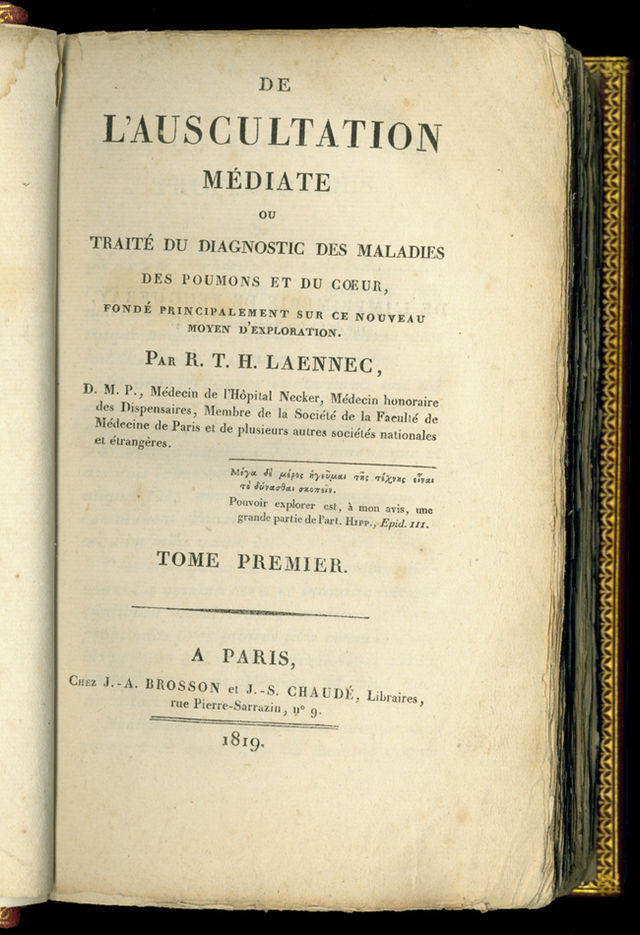 DE
L'AUSCULTATION
MÉDIATE
OU
TRAITÉ DU DIAGNOSTIC DES MALADIES
DES POUMONS ET DU CŒUR,
FONDÉ PRINCIPALEMENT SUR CE NOUVEAU
MOYEN D'EXPLORATION.
PAR R. T. H. LAENNEC,
D. M. P., Médecin de l'Hôpital Necker, Médecin honoraire
des Dispensaires, Membre de la Société de la Faculté de
Médecine de Paris et de plusieurs autres sociétés nationales
et étrangères.
Μέγα δὲ μέρος ἡγεῦμαι τῆς τέχνης εἶναι
τὸ δύνασθαι σκοπεῖν.
Pouvoir explorer est, à mon avis, une
grande partie de l'art. HIPP., Epid. III.
TOME PREMIER.
A PARIS,
CHEZ J.-A. BROSSON et J.-S. CHAUDÉ, Libraires,
rue Pierre-Sarrazin, nº 9.
1819.